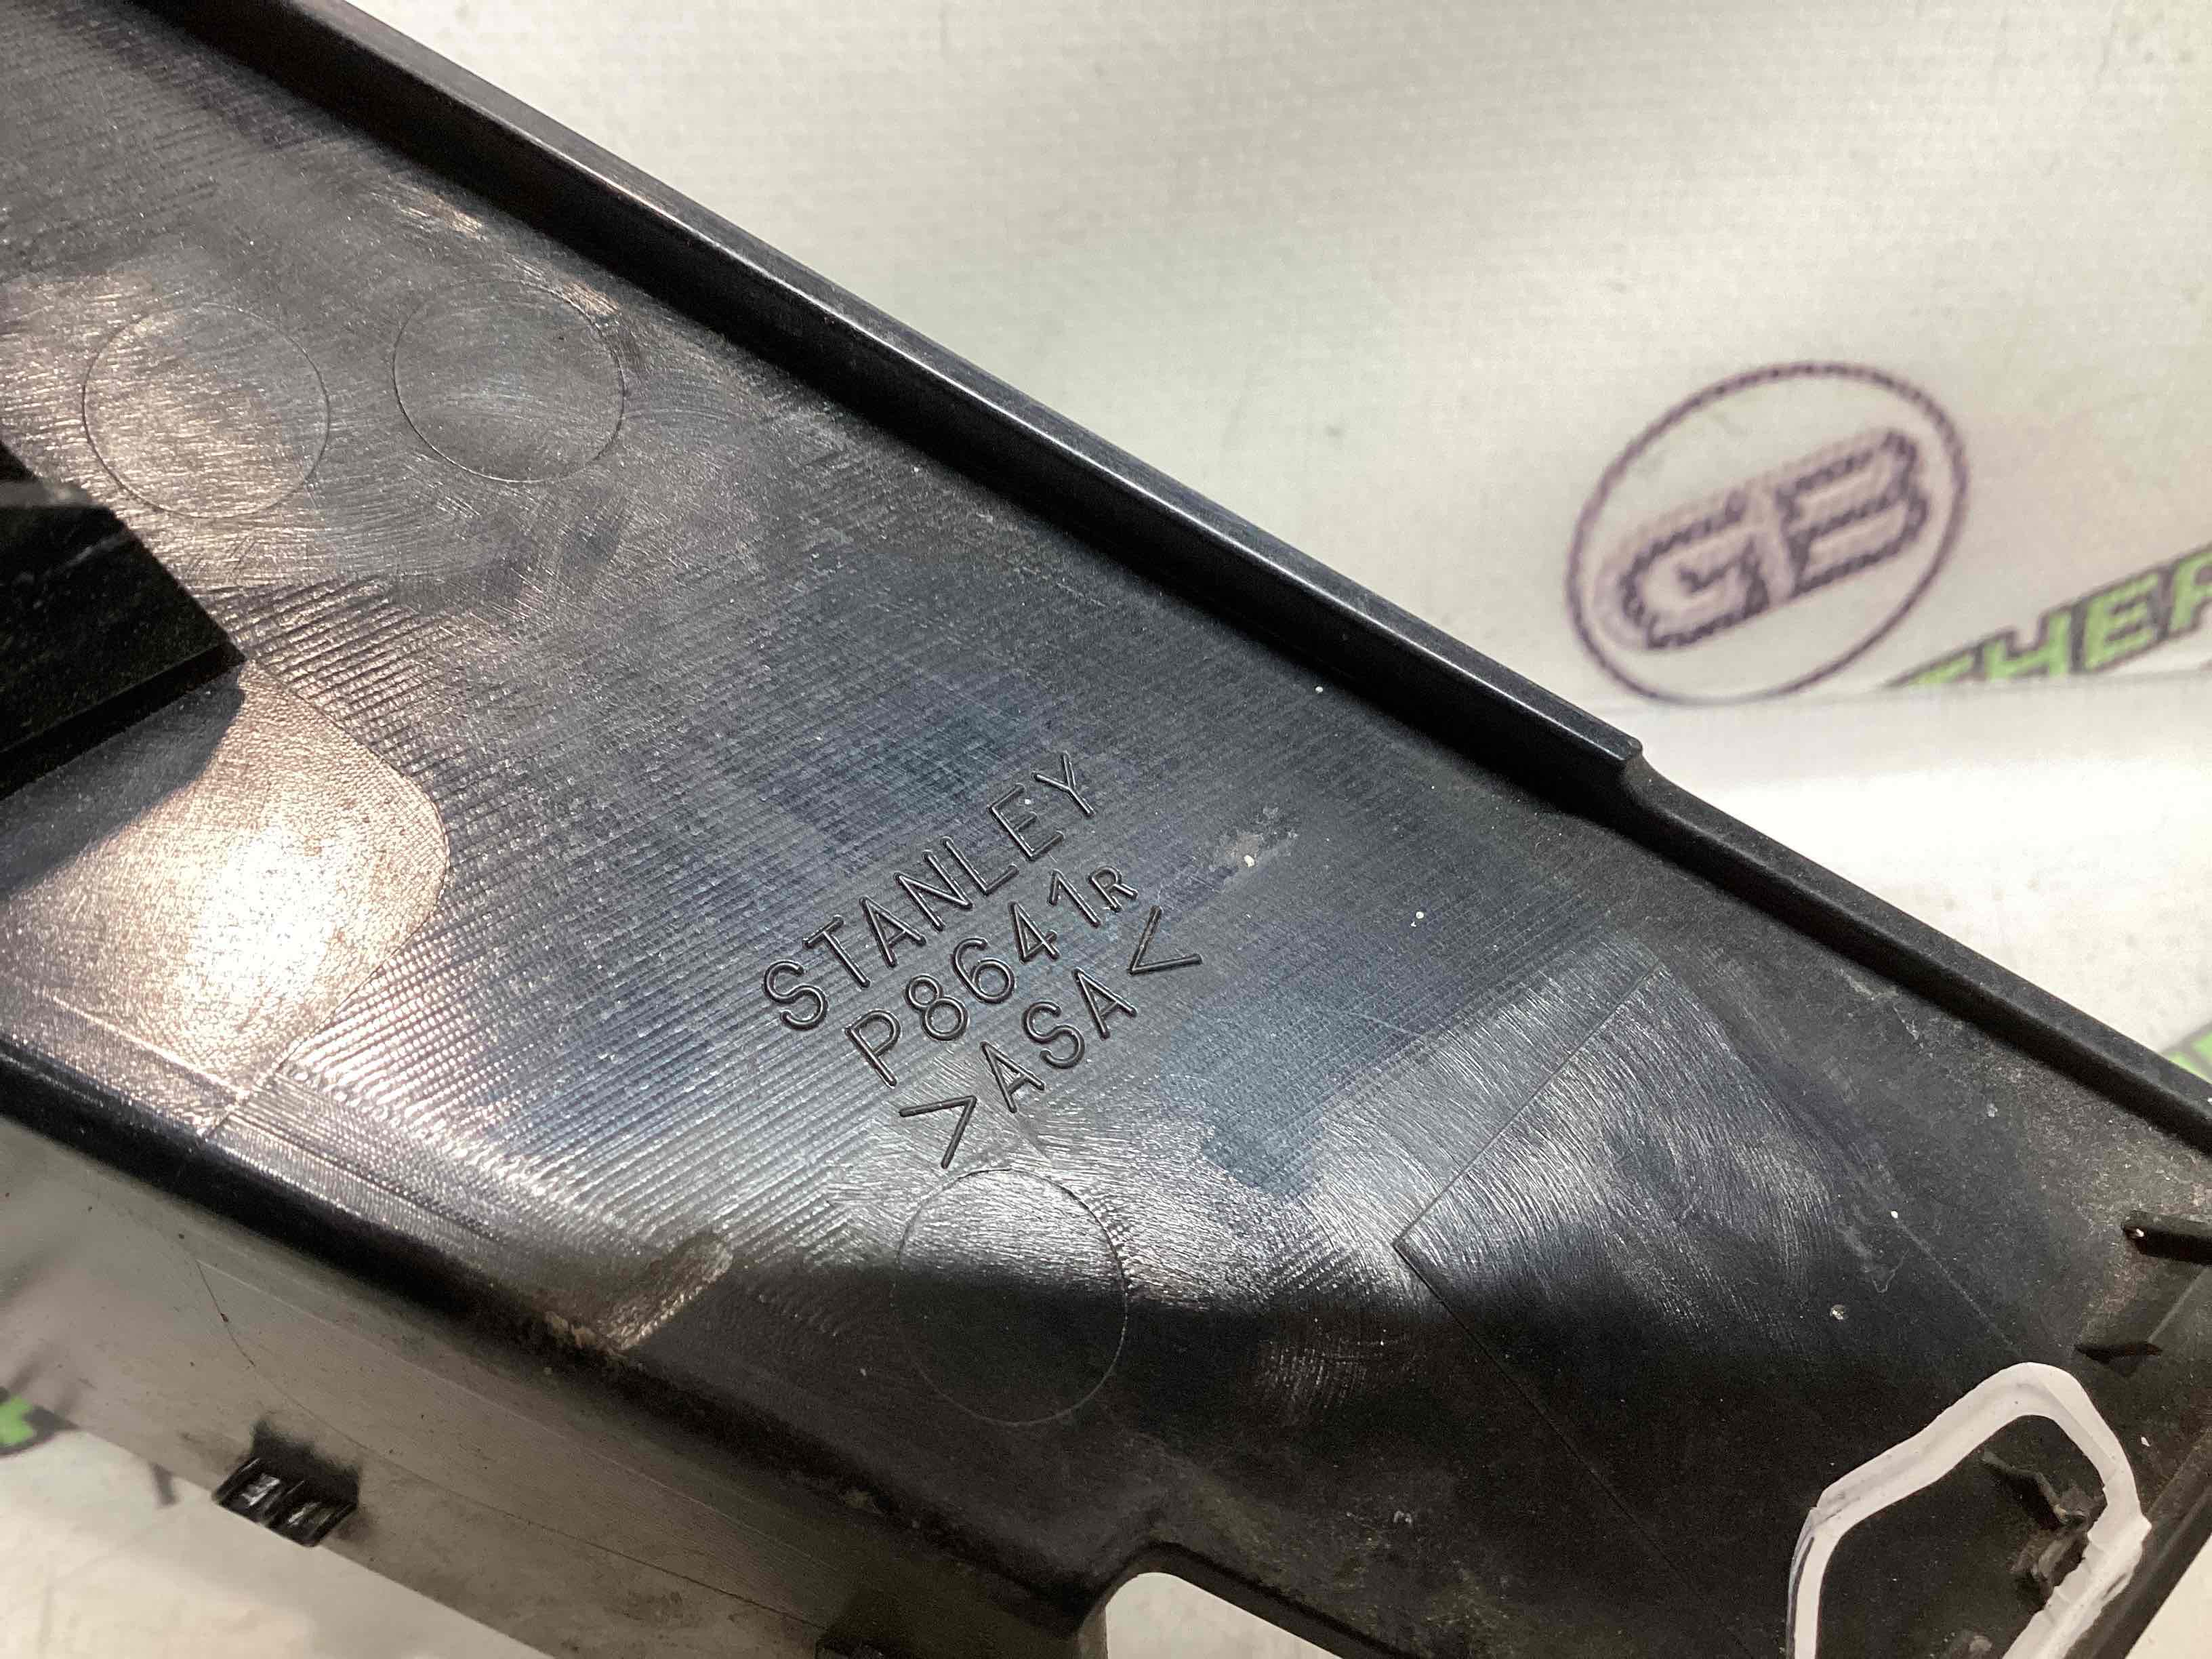 STANLEY
P8641R
>ASA<
GB